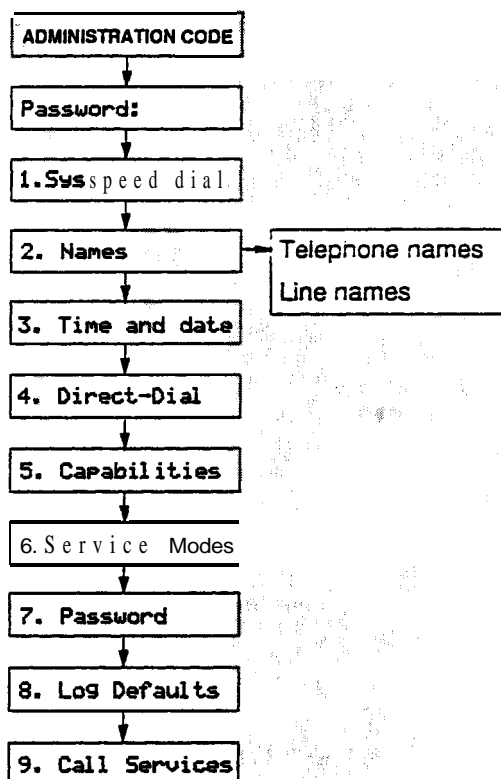 ADMINISTRATION CODE
Password:
1.Sys speed dial
2. Names
Telephone names
Line names
3. Time and date
4. Direct-Dial
5. Capabilities
6. Service Modes
7. Password
8. Log Defaults
9. Call Services